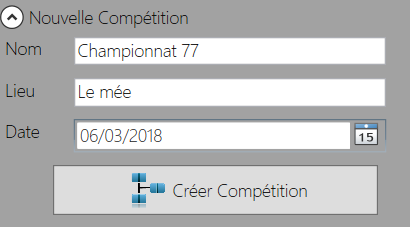 Nouvelle Compétition
Nom Championnat 77
Lieu Le mée
Date 06/03/2018 15
Créer Compétition